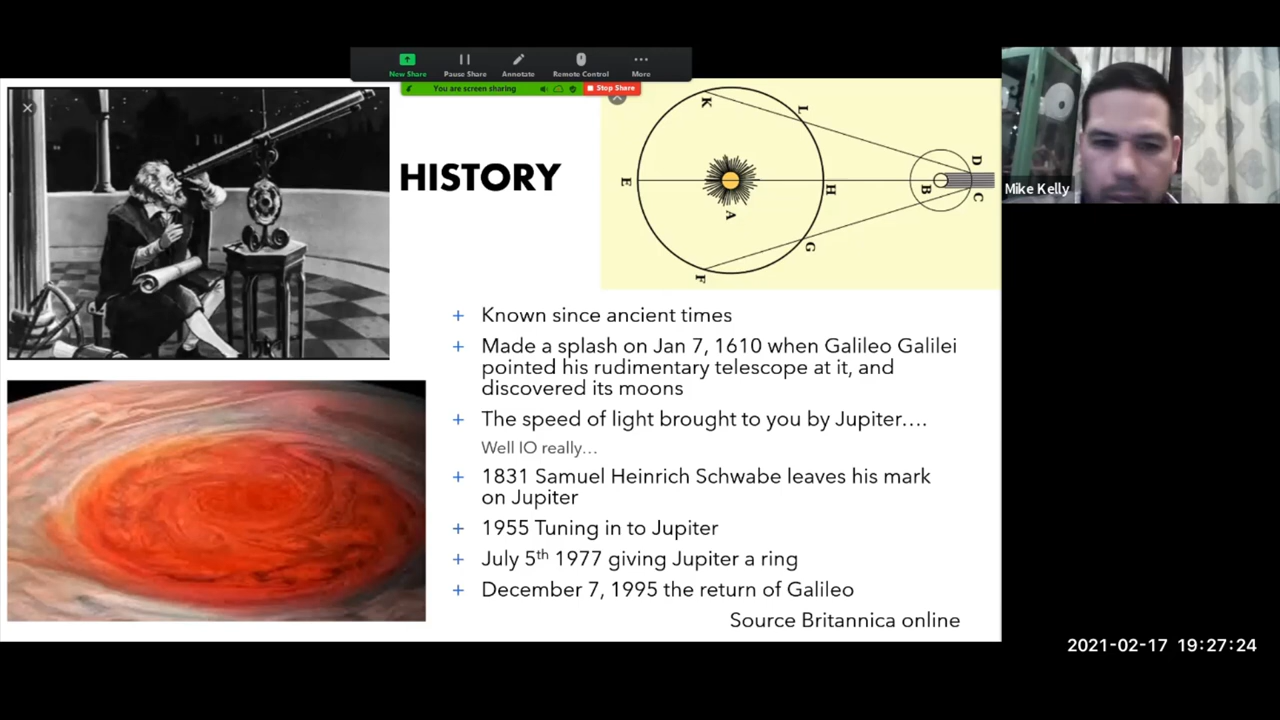 New Share
Pause Share
Annotate
Remote Control
More
You are screen sharing
Stop Share
HISTORY
K
L
E
A
H
B
D
C
G
F
Mike Kelly
+ Known since ancient times
+ Made a splash on Jan 7, 1610 when Galileo Galilei
pointed his rudimentary telescope at it, and
discovered its moons
+ The speed of light brought to you by Jupiter….
Well IO really…
+ 1831 Samuel Heinrich Schwabe leaves his mark
on Jupiter
+ 1955 Tuning in to Jupiter
+ July 5th 1977 giving Jupiter a ring
+ December 7, 1995 the return of Galileo
Source Britannica online
2021-02-17 19:27:24